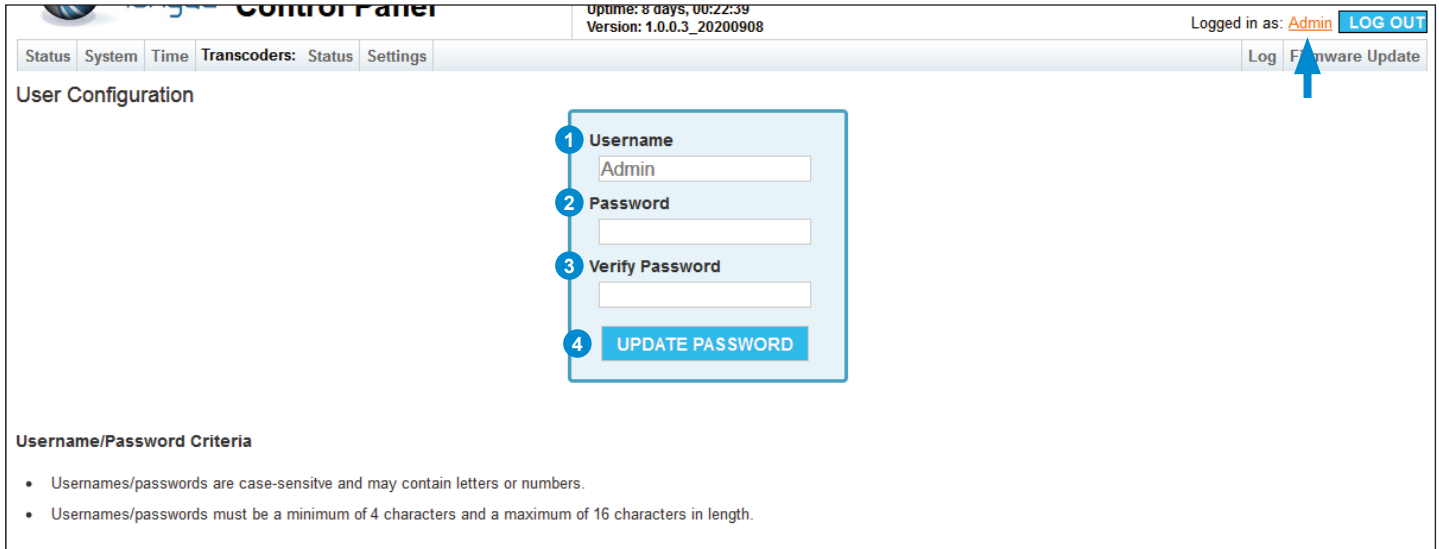 Control Panel
Uptime: 8 days, 00:22:39
Version: 1.0.0.3_20200908
Logged in as: Admin LOG OUT
Status System Time Transcoders: Status Settings Log Firmware Update
User Configuration
1 Username
Admin
2 Password
3 Verify Password
4 UPDATE PASSWORD
Username/Password Criteria
• Usernames/passwords are case-sensitve and may contain letters or numbers.
• Usernames/passwords must be a minimum of 4 characters and a maximum of 16 characters in length.